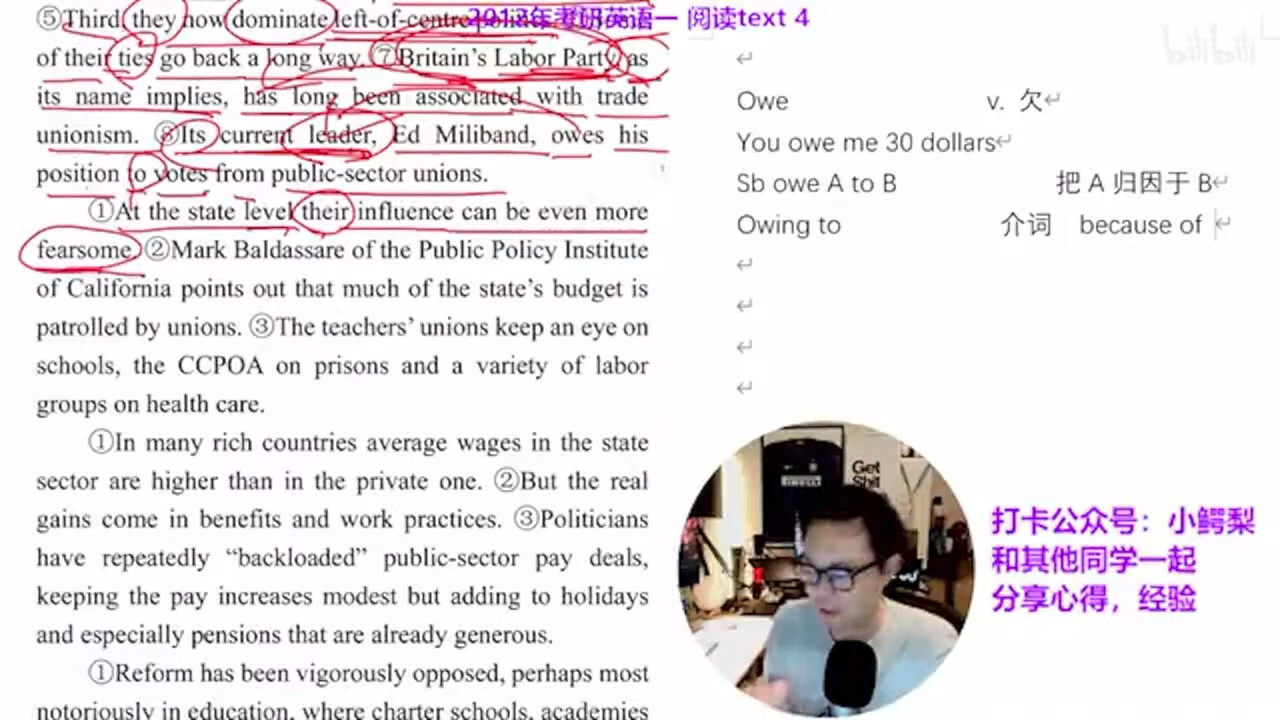 ⑤Third, they now dominate left-of-centre
2012年考研英语一 阅读text 4
of their ties go back a long way. ⑦Britain's Labor Party, as
its name implies, has long been associated with trade
unionism. ⑧Its current leader, Ed Miliband, owes his
position to votes from public-sector unions.
①At the state level their influence can be even more
fearsome. ②Mark Baldassare of the Public Policy Institute
of California points out that much of the state's budget is
patrolled by unions. ③The teachers' unions keep an eye on
schools, the CCPOA on prisons and a variety of labor
groups on health care.
①In many rich countries average wages in the state
sector are higher than in the private one. ②But the real
gains come in benefits and work practices. ③Politicians
have repeatedly “backloaded” public-sector pay deals,
keeping the pay increases modest but adding to holidays
and especially pensions that are already generous.
①Reform has been vigorously opposed, perhaps most
notoriously in education, where charter schools, academies
bilibili
Owe v. 欠
You owe me 30 dollars
Sb owe A to B 把 A 归因于 B
Owing to 介词 because of
PIRELLI
Get
Shit
打卡公众号：小鳄梨
和其他同学一起
分享心得，经验